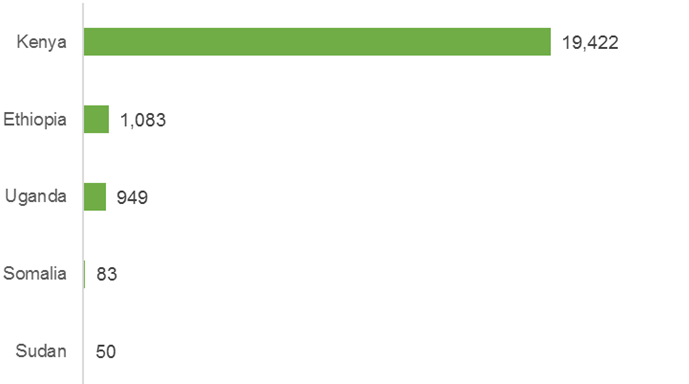 Kenya 19,422
Ethiopia 1,083
Uganda 949
Somalia 83
Sudan 50